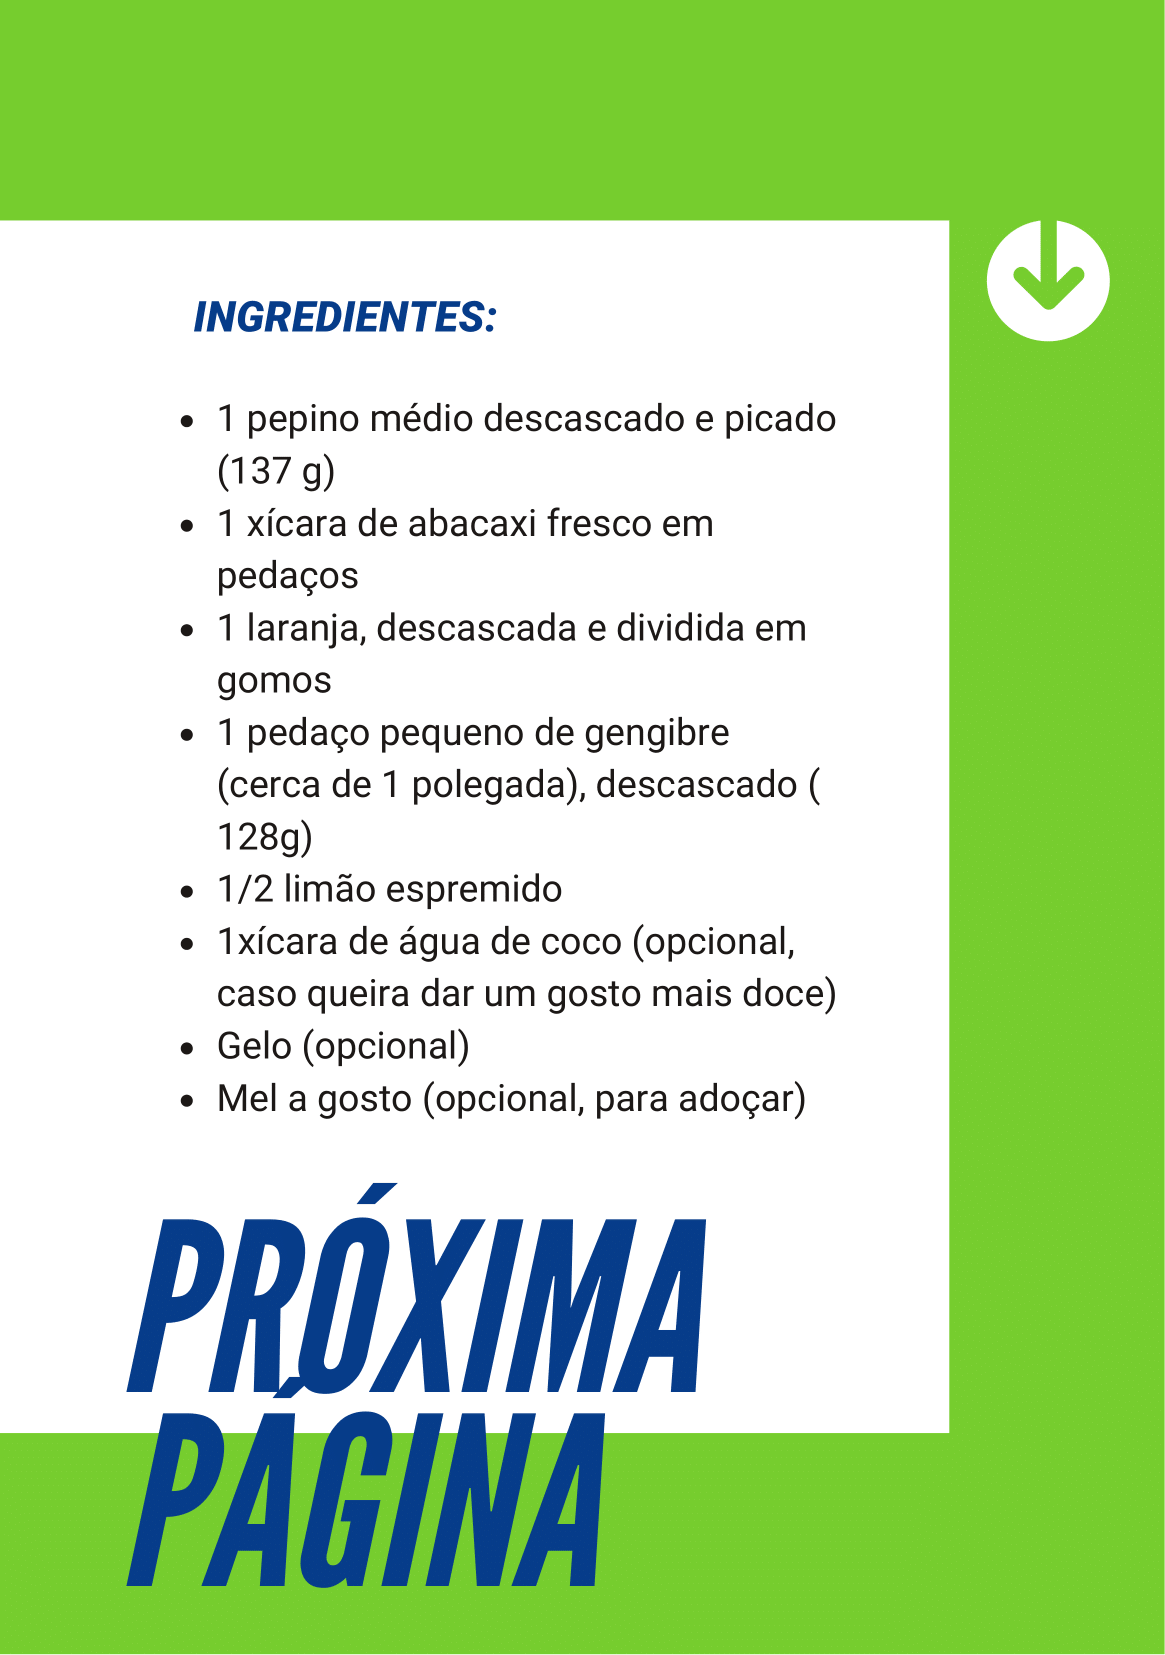 INGREDIENTES:
• 1 pepino médio descascado e picado
(137 g)
• 1 xícara de abacaxi fresco em
pedaços
• 1 laranja, descascada e dividida em
gomos
• 1 pedaço pequeno de gengibre
(cerca de 1 polegada), descascado (
128g)
• 1/2 limão espremido
• 1xícara de água de coco (opcional,
caso queira dar um gosto mais doce)
• Gelo (opcional)
• Mel a gosto (opcional, para adoçar)
PRÓXIMA
PÁGINA